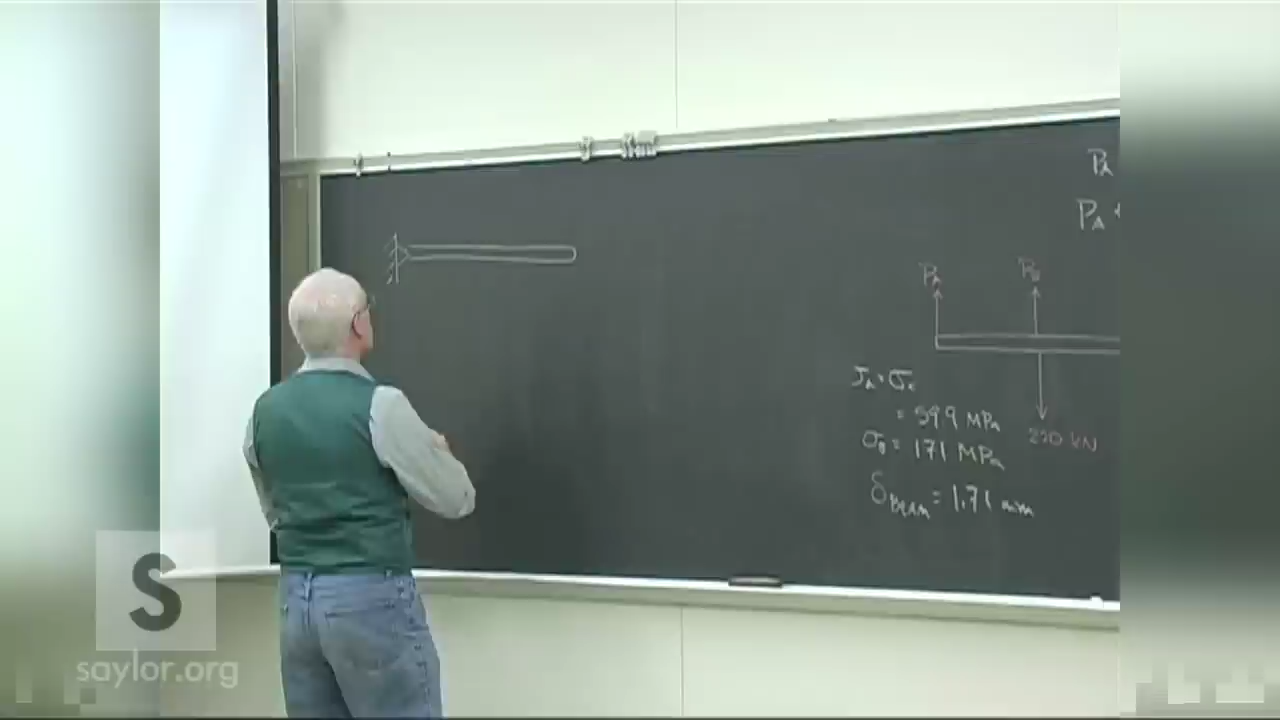 P_A
P_A +
P_A
P_B
σ_A = σ_c
= 59.9 MPa
220 kN
σ_B = 171 MPa
δ_BEAM = 1.71 mm
S
saylor.org